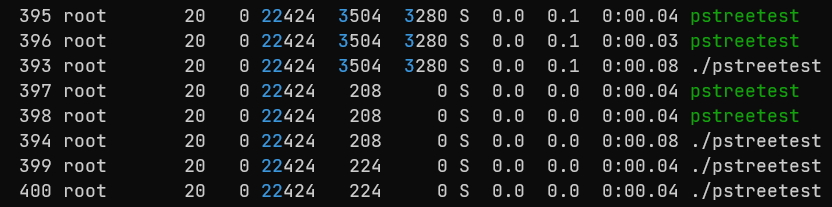 395 root 20 0 22424 3504 3280 S 0.0 0.1 0:00.04 pstreetest
396 root 20 0 22424 3504 3280 S 0.0 0.1 0:00.03 pstreetest
393 root 20 0 22424 3504 3280 S 0.0 0.1 0:00.08 ./pstreetest
397 root 20 0 22424 208 0 S 0.0 0.0 0:00.04 pstreetest
398 root 20 0 22424 208 0 S 0.0 0.0 0:00.04 pstreetest
394 root 20 0 22424 208 0 S 0.0 0.0 0:00.08 ./pstreetest
399 root 20 0 22424 224 0 S 0.0 0.0 0:00.04 ./pstreetest
400 root 20 0 22424 224 0 S 0.0 0.0 0:00.04 ./pstreetest